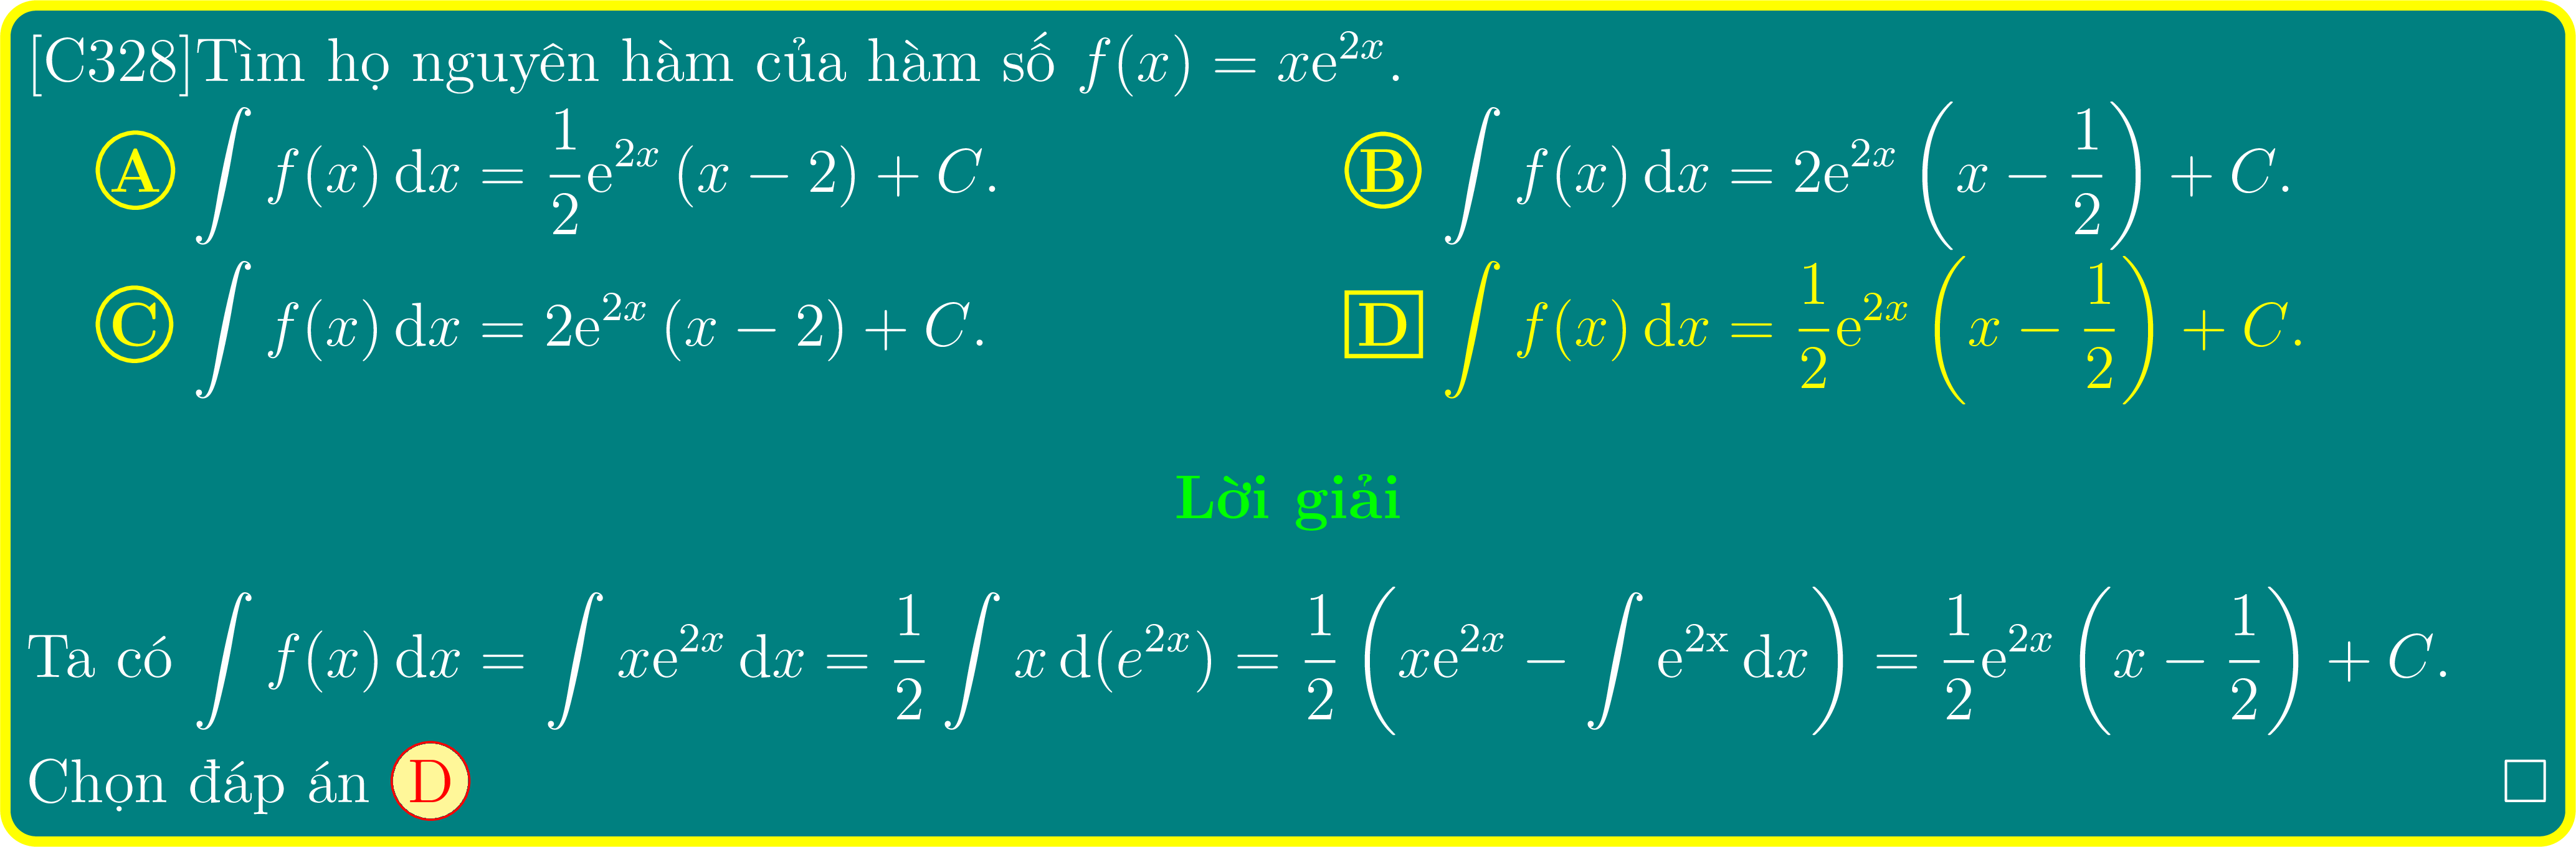 [C328]Tìm họ nguyên hàm của hàm số $f(x) = x\mathrm{e}^{2x}$.
Ⓐ $\int f(x)\,\mathrm{d}x = \frac{1}{2}\mathrm{e}^{2x}(x - 2) + C.$ Ⓑ $\int f(x)\,\mathrm{d}x = 2\mathrm{e}^{2x}\left(x - \frac{1}{2}\right) + C.$
Ⓒ $\int f(x)\,\mathrm{d}x = 2\mathrm{e}^{2x}(x - 2) + C.$ D $\int f(x)\,\mathrm{d}x = \frac{1}{2}\mathrm{e}^{2x}\left(x - \frac{1}{2}\right) + C.$
Lời giải
Ta có $\int f(x)\,\mathrm{d}x = \int x\mathrm{e}^{2x}\,\mathrm{d}x = \frac{1}{2}\int x\,\mathrm{d}(e^{2x}) = \frac{1}{2}\left(x\mathrm{e}^{2x} - \int \mathrm{e}^{2\mathrm{x}}\,\mathrm{d}x\right) = \frac{1}{2}\mathrm{e}^{2x}\left(x - \frac{1}{2}\right) + C.$
Chọn đáp án Ⓓ □